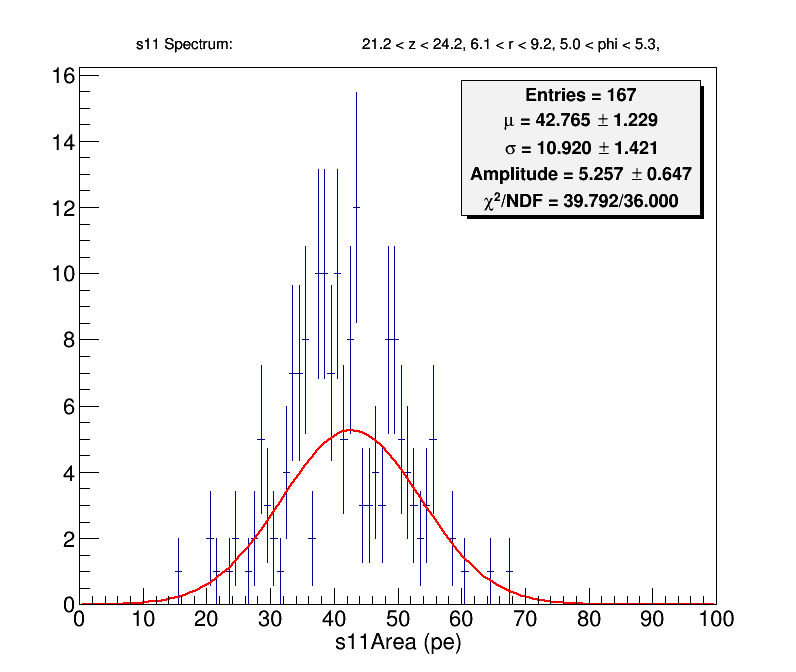 s11 Spectrum: 21.2 < z < 24.2, 6.1 < r < 9.2, 5.0 < phi < 5.3,
Entries = 167
μ = 42.765 ± 1.229
σ = 10.920 ± 1.421
Amplitude = 5.257 ± 0.647
χ²/NDF = 39.792/36.000
16
14
12
10
8
6
4
2
0
0 10 20 30 40 50 60 70 80 90 100
s11Area (pe)